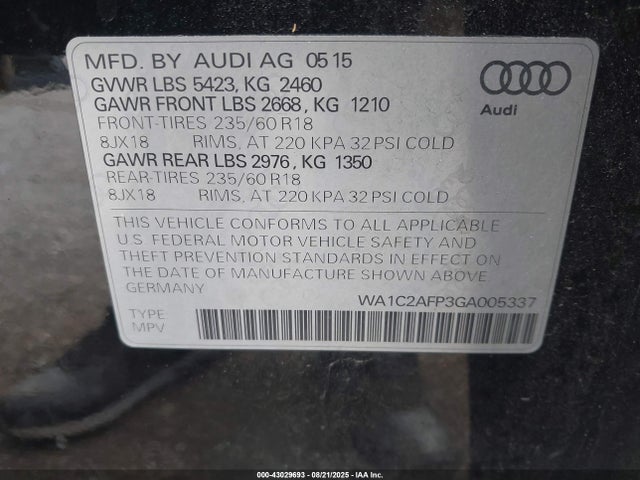 MFD. BY AUDI AG 05 15
GVWR LBS 5423, KG 2460
GAWR FRONT LBS 2668, KG 1210
FRONT-TIRES 235/60 R18
8JX18 RIMS, AT 220 KPA 32 PSI COLD
GAWR REAR LBS 2976, KG 1350
REAR-TIRES 235/60 R18
8JX18 RIMS, AT 220 KPA 32 PSI COLD
Audi
THIS VEHICLE CONFORMS TO ALL APPLICABLE
U.S. FEDERAL MOTOR VEHICLE SAFETY AND
THEFT PREVENTION STANDARDS IN EFFECT ON
THE DATE OF MANUFACTURE SHOWN ABOVE.
GERMANY
WA1C2AFP3GA005337
TYPE
MPV
000-43029693 - 08/21/2025 - IAA Inc.